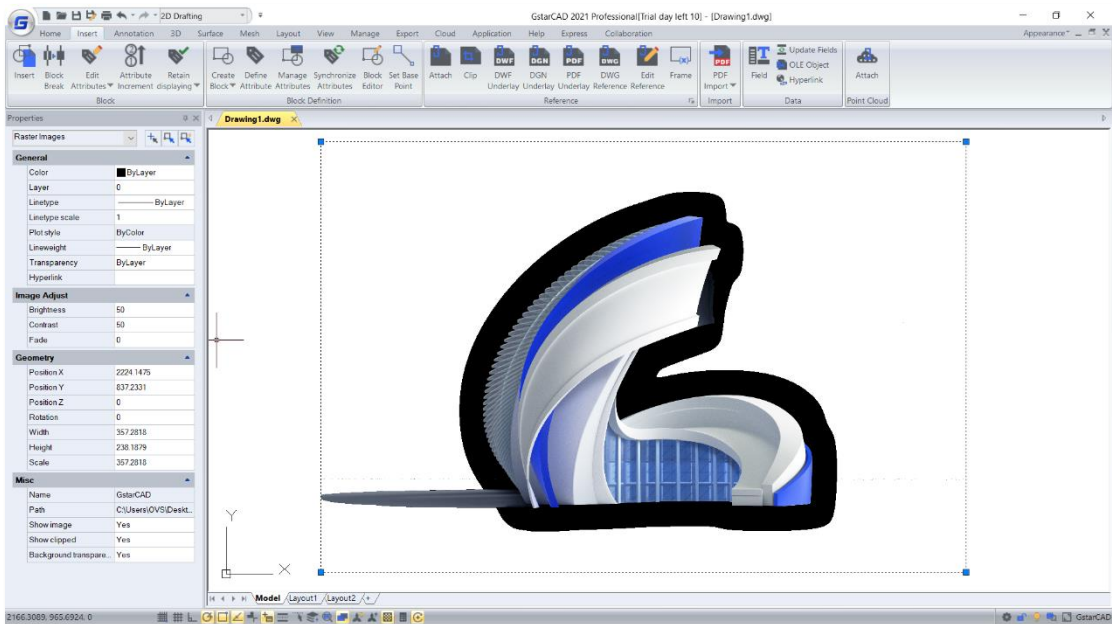 2D Drafting
GstarCAD 2021 Professional[Trial day left 10] - [Drawing1.dwg]
Home Insert Annotation 3D Surface Mesh Layout View Manage Export Cloud Application Help Express Collaboration
Appearance
Insert Block Break Edit Attributes Attribute Increment Retain displaying
Block
Create Block Define Attribute Manage Attributes Synchronize Attributes Block Editor Set Base Point
Block Definition
Attach Clip DWF Underlay DGN Underlay PDF Underlay DWG Reference Edit Reference Frame
Reference
PDF Import
Import
Field Update Fields
OLE Object
Hyperlink
Data
Attach
Point Cloud
Properties
Drawing1.dwg
Raster Images
General
Color ByLayer
Layer 0
Linetype ByLayer
Linetype scale 1
Plot style ByColor
Lineweight ByLayer
Transparency ByLayer
Hyperlink
Image Adjust
Brightness 50
Contrast 50
Fade 0
Geometry
Position X 2224.1475
Position Y 837.2331
Position Z 0
Rotation 0
Width 357.2818
Height 238.1879
Scale 357.2818
Misc
Name GstarCAD
Path C:\Users\OVS\Deskt...
Show image Yes
Show clipped Yes
Background transpare... Yes
Y
X
Model Layout1 Layout2 +
2166.3089, 965.6924, 0
GstarCAD